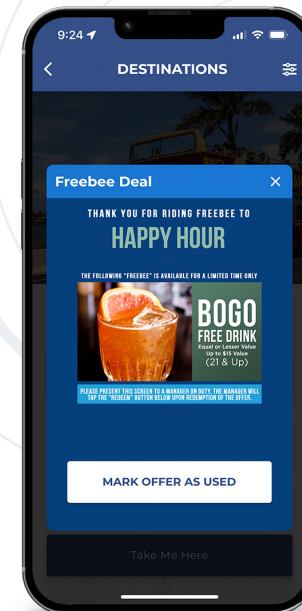 9:24
DESTINATIONS
Freebee Deal
THANK YOU FOR RIDING FREEBEE TO
HAPPY HOUR
THE FOLLOWING "FREEBEE" IS AVAILABLE FOR A LIMITED TIME ONLY
BOGO
FREE DRINK
Equal or Lesser Value
Up to $15 Value
(21 & Up)
PLEASE PRESENT THIS SCREEN TO A MANAGER ON DUTY. THE MANAGER WILL
TAP THE "REDEEM" BUTTON BELOW UPON REDEMPTION OF THE OFFER.
MARK OFFER AS USED
Take Me Here